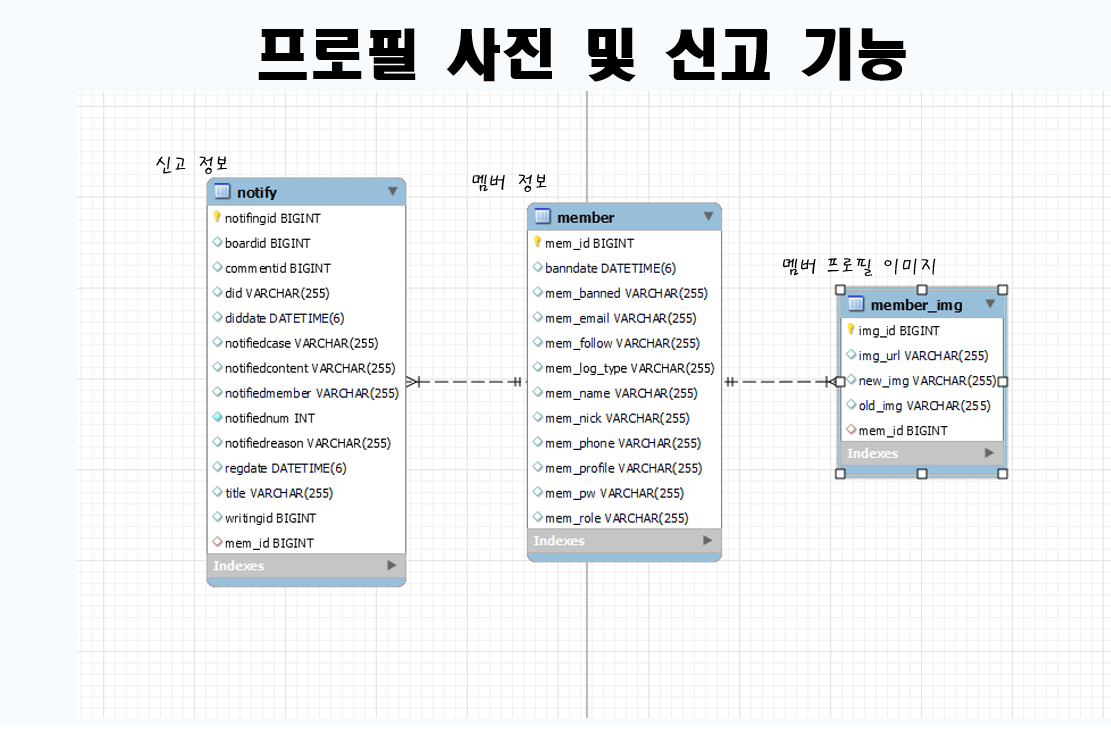 프로필 사진 및 신고 기능
신고 정보
notify
notifingid BIGINT
boardid BIGINT
commentid BIGINT
did VARCHAR(255)
diddate DATETIME(6)
notifiedcase VARCHAR(255)
notifiedcontent VARCHAR(255)
notifiedmember VARCHAR(255)
notifiednum INT
notifiedreason VARCHAR(255)
regdate DATETIME(6)
title VARCHAR(255)
writingid BIGINT
mem_id BIGINT
Indexes
멤버 정보
member
mem_id BIGINT
banndate DATETIME(6)
mem_banned VARCHAR(255)
mem_email VARCHAR(255)
mem_follow VARCHAR(255)
mem_log_type VARCHAR(255)
mem_name VARCHAR(255)
mem_nick VARCHAR(255)
mem_phone VARCHAR(255)
mem_profile VARCHAR(255)
mem_pw VARCHAR(255)
mem_role VARCHAR(255)
Indexes
멤버 프로필 이미지
member_img
img_id BIGINT
img_url VARCHAR(255)
new_img VARCHAR(255)
old_img VARCHAR(255)
mem_id BIGINT
Indexes